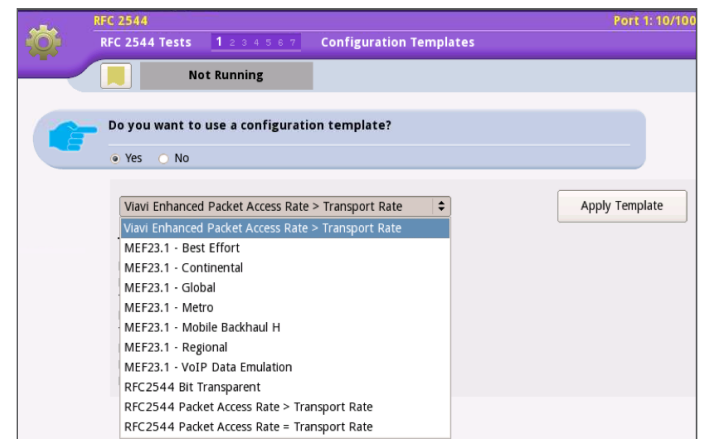 RFC 2544
Port 1: 10/100
RFC 2544 Tests 1 2 3 4 5 6 7 Configuration Templates
Not Running
Do you want to use a configuration template?
Yes No
Viavi Enhanced Packet Access Rate > Transport Rate
Apply Template
Viavi Enhanced Packet Access Rate > Transport Rate
MEF23.1 - Best Effort
MEF23.1 - Continental
MEF23.1 - Global
MEF23.1 - Metro
MEF23.1 - Mobile Backhaul H
MEF23.1 - Regional
MEF23.1 - VoIP Data Emulation
RFC2544 Bit Transparent
RFC2544 Packet Access Rate > Transport Rate
RFC2544 Packet Access Rate = Transport Rate